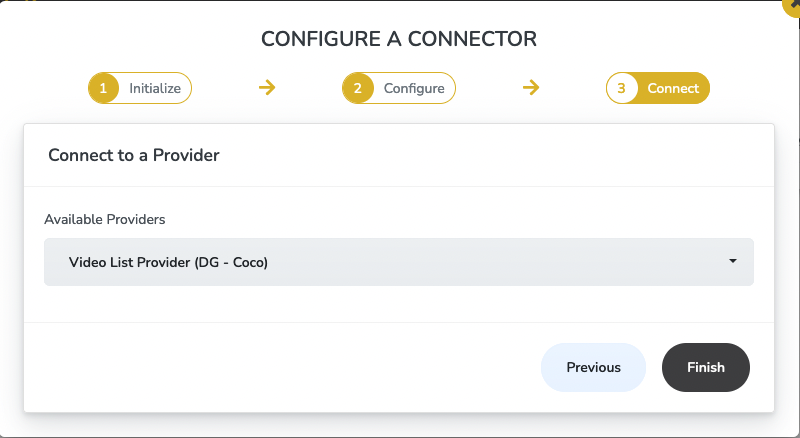 CONFIGURE A CONNECTOR
1 Initialize
2 Configure
3 Connect
Connect to a Provider
Available Providers
Video List Provider (DG - Coco)
Previous
Finish